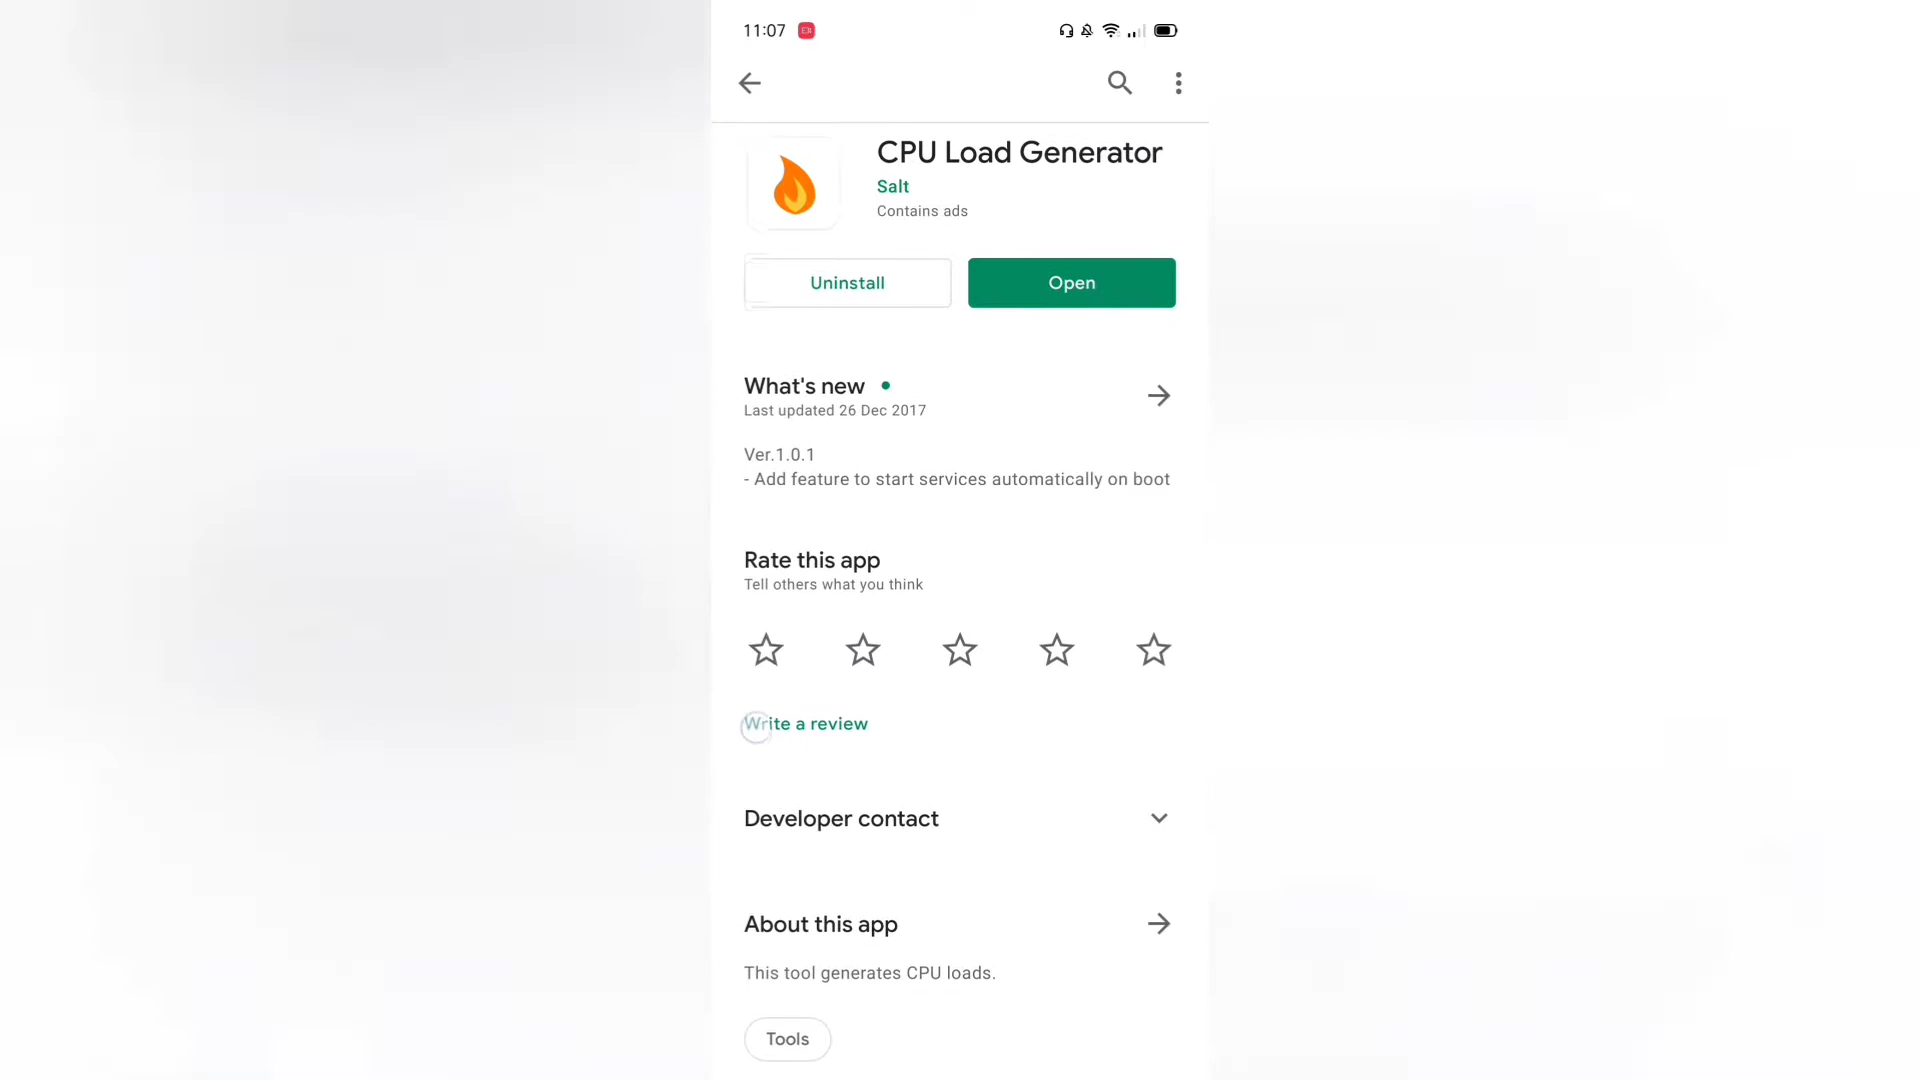 11:07
CPU Load Generator
Salt
Contains ads
Uninstall
Open
What's new
Last updated 26 Dec 2017
Ver.1.0.1
- Add feature to start services automatically on boot
Rate this app
Tell others what you think
Write a review
Developer contact
About this app
This tool generates CPU loads.
Tools